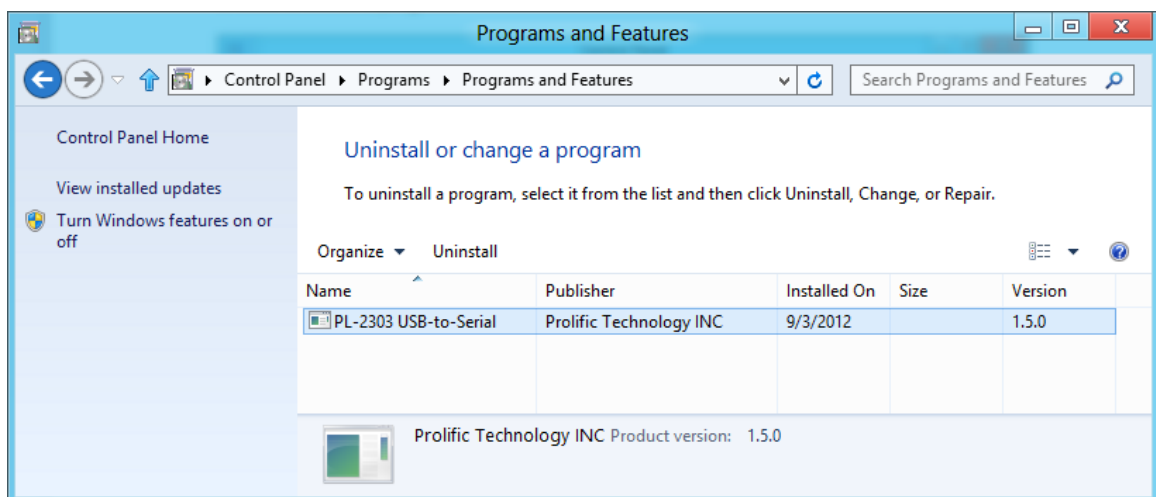 Programs and Features
Control Panel Programs Programs and Features Search Programs and Features
Control Panel Home
View installed updates
Turn Windows features on or
off
Uninstall or change a program
To uninstall a program, select it from the list and then click Uninstall, Change, or Repair.
Organize Uninstall
Name Publisher Installed On Size Version
PL-2303 USB-to-Serial Prolific Technology INC 9/3/2012 1.5.0
Prolific Technology INC Product version: 1.5.0